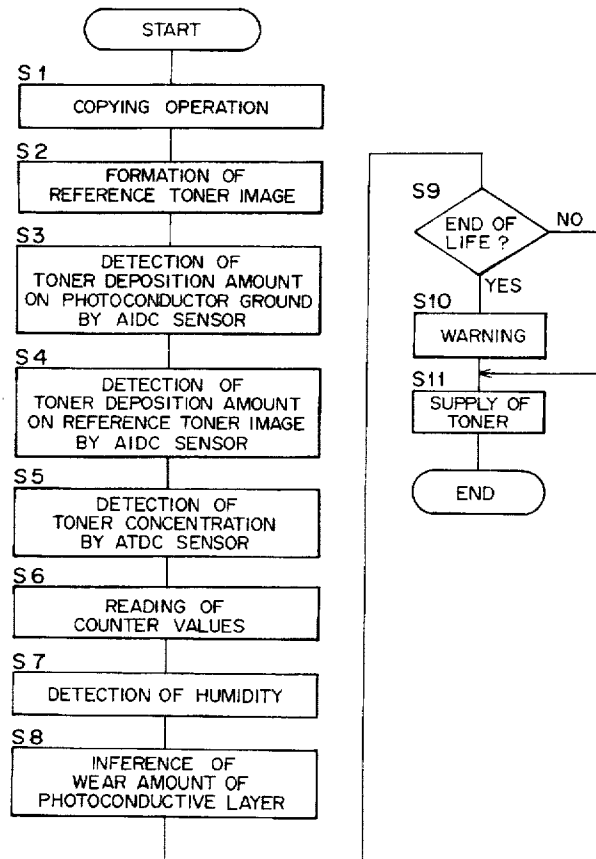 START
S1
COPYING OPERATION
S2
FORMATION OF
REFERENCE TONER IMAGE
S3
DETECTION OF
TONER DEPOSITION AMOUNT
ON PHOTOCONDUCTOR GROUND
BY AIDC SENSOR
S4
DETECTION OF
TONER DEPOSITION AMOUNT
ON REFERENCE TONER IMAGE
BY AIDC SENSOR
S5
DETECTION OF
TONER CONCENTRATION
BY ATDC SENSOR
S6
READING OF
COUNTER VALUES
S7
DETECTION OF HUMIDITY
S8
INFERENCE OF
WEAR AMOUNT OF
PHOTOCONDUCTIVE LAYER
S9
END OF
LIFE?
NO
YES
S10
WARNING
S11
SUPPLY OF
TONER
END